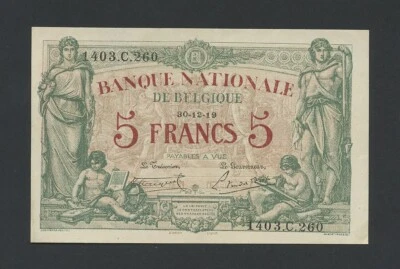 1403.C.260
BANQUE NATIONALE
DE BELGIQUE
30-12-19
5 FRANCS 5
PAYABLES A VUE
Le Trésorier Le Gouverneur
1403.C.260